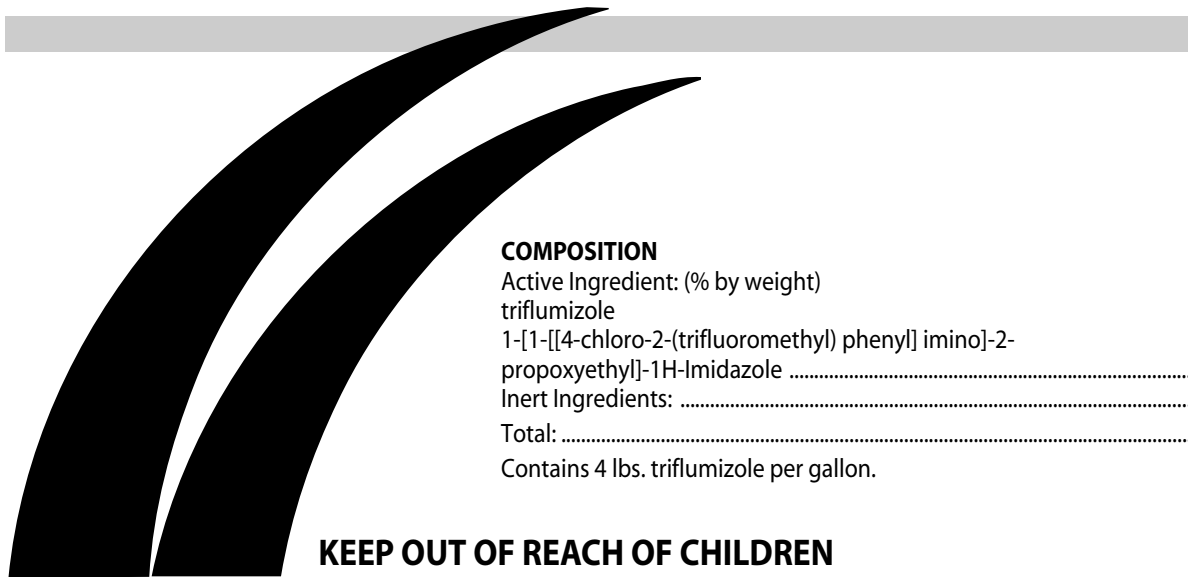 COMPOSITION
Active Ingredient: (% by weight)
triflumizole
1-[1-[[4-chloro-2-(trifluoromethyl) phenyl] imino]-2-
propoxyethyl]-1H-Imidazole ........................................................................................
Inert Ingredients: ...............................................................................................................
Total: ........................................................................................................................................
Contains 4 lbs. triflumizole per gallon.
KEEP OUT OF REACH OF CHILDREN